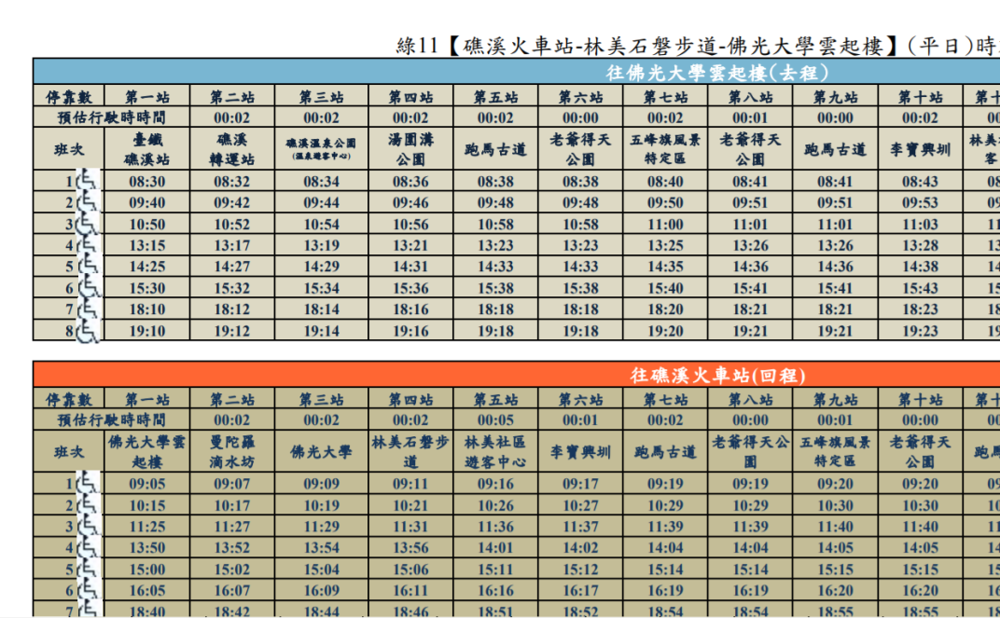 綠11【礁溪火車站-林美石磐步道-佛光大學雲起樓】(平日)時
往佛光大學雲起樓(去程)
停靠數 第一站 第二站 第三站 第四站 第五站 第六站 第七站 第八站 第九站 第十站 第十
預估行駛時時間 00:02 00:02 00:02 00:02 00:00 00:02 00:01 00:00 00:02
班次 臺鐵礁溪站 礁溪轉運站 礁溪溫泉公園(溫泉遊客中心) 湯圍溝公園 跑馬古道 老爺得天公園 五峰旗風景特定區 老爺得天公園 跑馬古道 李寶興圳 林美 客
1 08:30 08:32 08:34 08:36 08:38 08:38 08:40 08:41 08:41 08:43
2 09:40 09:42 09:44 09:46 09:48 09:48 09:50 09:51 09:51 09:53
3 10:50 10:52 10:54 10:56 10:58 10:58 11:00 11:01 11:01 11:03 11
4 13:15 13:17 13:19 13:21 13:23 13:23 13:25 13:26 13:26 13:28 13
5 14:25 14:27 14:29 14:31 14:33 14:33 14:35 14:36 14:36 14:38 14
6 15:30 15:32 15:34 15:36 15:38 15:38 15:40 15:41 15:41 15:43 15
7 18:10 18:12 18:14 18:16 18:18 18:18 18:20 18:21 18:21 18:23 18
8 19:10 19:12 19:14 19:16 19:18 19:18 19:20 19:21 19:21 19:23 19
往礁溪火車站(回程)
停靠數 第一站 第二站 第三站 第四站 第五站 第六站 第七站 第八站 第九站 第十站 第十
預估行駛時時間 00:02 00:02 00:02 00:05 00:01 00:02 00:00 00:01 00:00
班次 佛光大學雲起樓 曼陀羅滴水坊 佛光大學 林美石磐步道 林美社區遊客中心 李寶興圳 跑馬古道 老爺得天公園 五峰旗風景特定區 老爺得天公園 跑馬
1 09:05 09:07 09:09 09:11 09:16 09:17 09:19 09:19 09:20 09:20 09
2 10:15 10:17 10:19 10:21 10:26 10:27 10:29 10:29 10:30 10:30 10
3 11:25 11:27 11:29 11:31 11:36 11:37 11:39 11:39 11:40 11:40 11
4 13:50 13:52 13:54 13:56 14:01 14:02 14:04 14:04 14:05 14:05 14
5 15:00 15:02 15:04 15:06 15:11 15:12 15:14 15:14 15:15 15:15 15
6 16:05 16:07 16:09 16:11 16:16 16:17 16:19 16:19 16:20 16:20 16
7 18:40 18:42 18:44 18:46 18:51 18:52 18:54 18:54 18:55 18:55 18